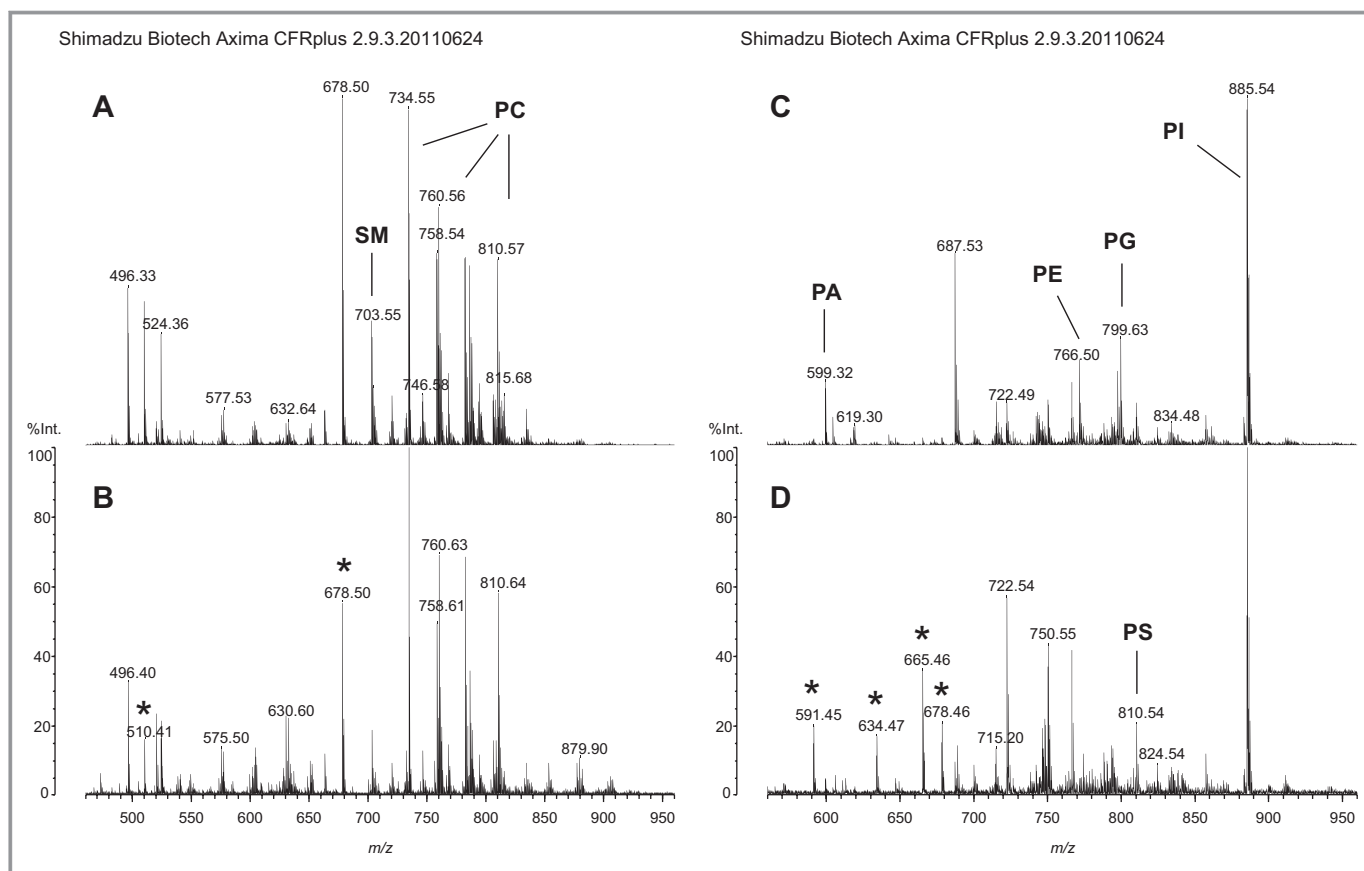 Shimadzu Biotech Axima CFRplus 2.9.3.20110624
A
678.50
734.55
PC
760.56
758.54
SM
810.57
703.55
496.33
524.36
746.58
815.68
577.53
632.64
%Int.
100
80
60
40
20
0
B
*
678.50
760.63
758.61
810.64
496.40
*
510.41
630.60
575.50
879.90
500 550 600 650 700 750 800 850 900 950
m/z
Shimadzu Biotech Axima CFRplus 2.9.3.20110624
C
885.54
PI
687.53
PG
PE
PA
799.63
766.50
599.32
722.49
619.30
834.48
%Int.
100
80
60
40
20
0
D
722.54
*
665.46
750.55
PS
*
591.45
*
634.47
*
678.46
810.54
715.20
824.54
600 650 700 750 800 850 900 950
m/z